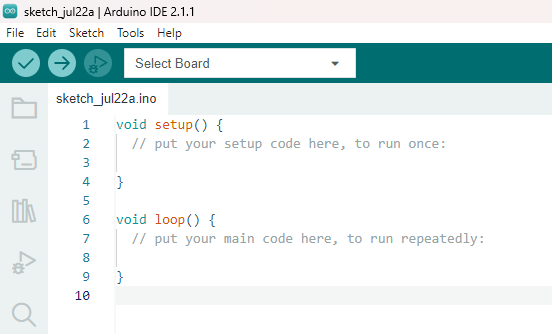 sketch_jul22a | Arduino IDE 2.1.1
File Edit Sketch Tools Help
Select Board
sketch_jul22a.ino
1 void setup() {
2 // put your setup code here, to run once:
3
4 }
5
6 void loop() {
7 // put your main code here, to run repeatedly:
8
9 }
10